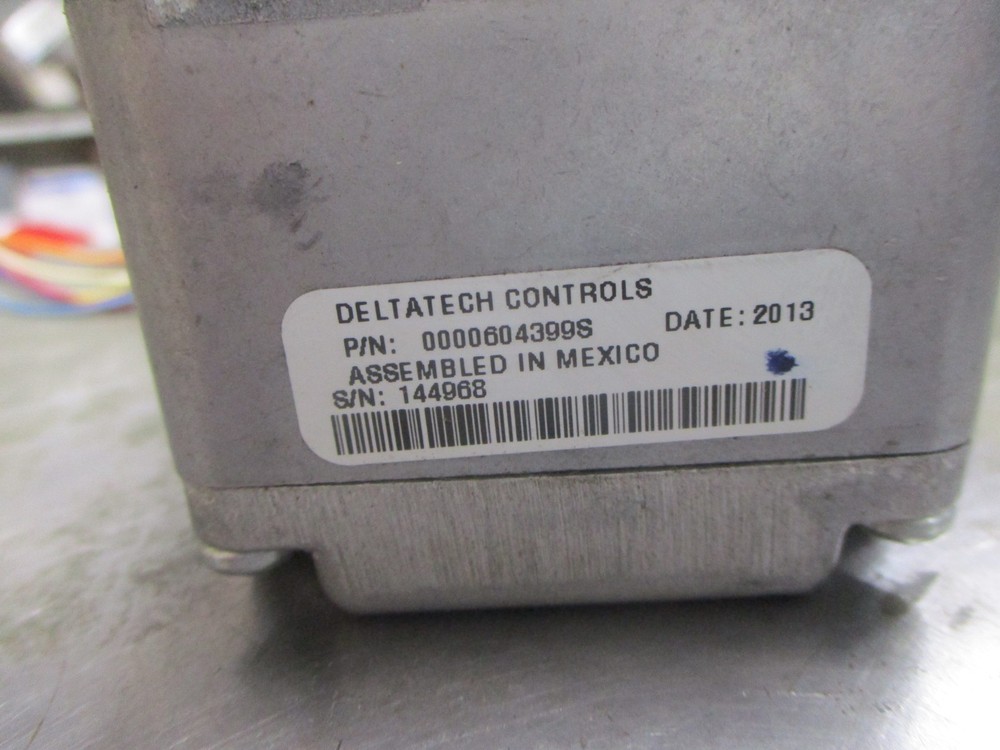 DELTATECH CONTROLS
P/N: 0000604399S DATE: 2013
ASSEMBLED IN MEXICO
S/N: 144968